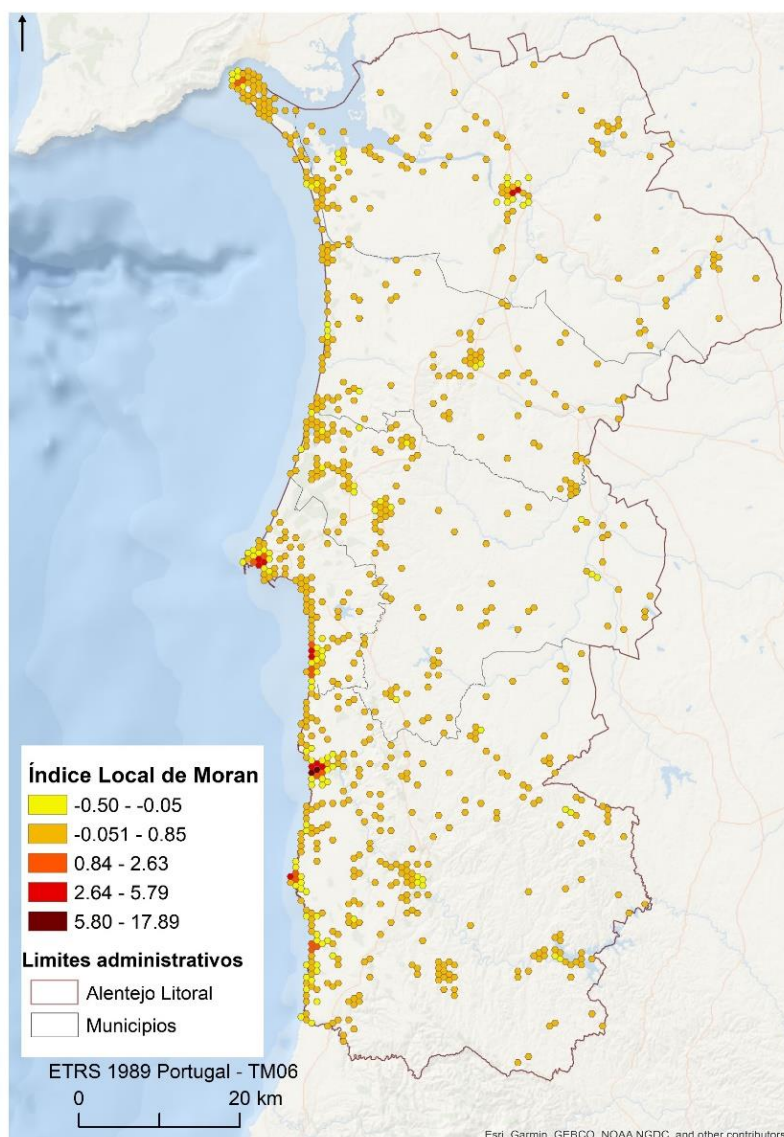 Índice Local de Moran
-0.50 - -0.05
-0.051 - 0.85
0.84 - 2.63
2.64 - 5.79
5.80 - 17.89
Limites administrativos
Alentejo Litoral
Municipios
ETRS 1989 Portugal - TM06
0 20 km
Esri, Garmin, GEBCO, NOAA NGDC, and other contributors